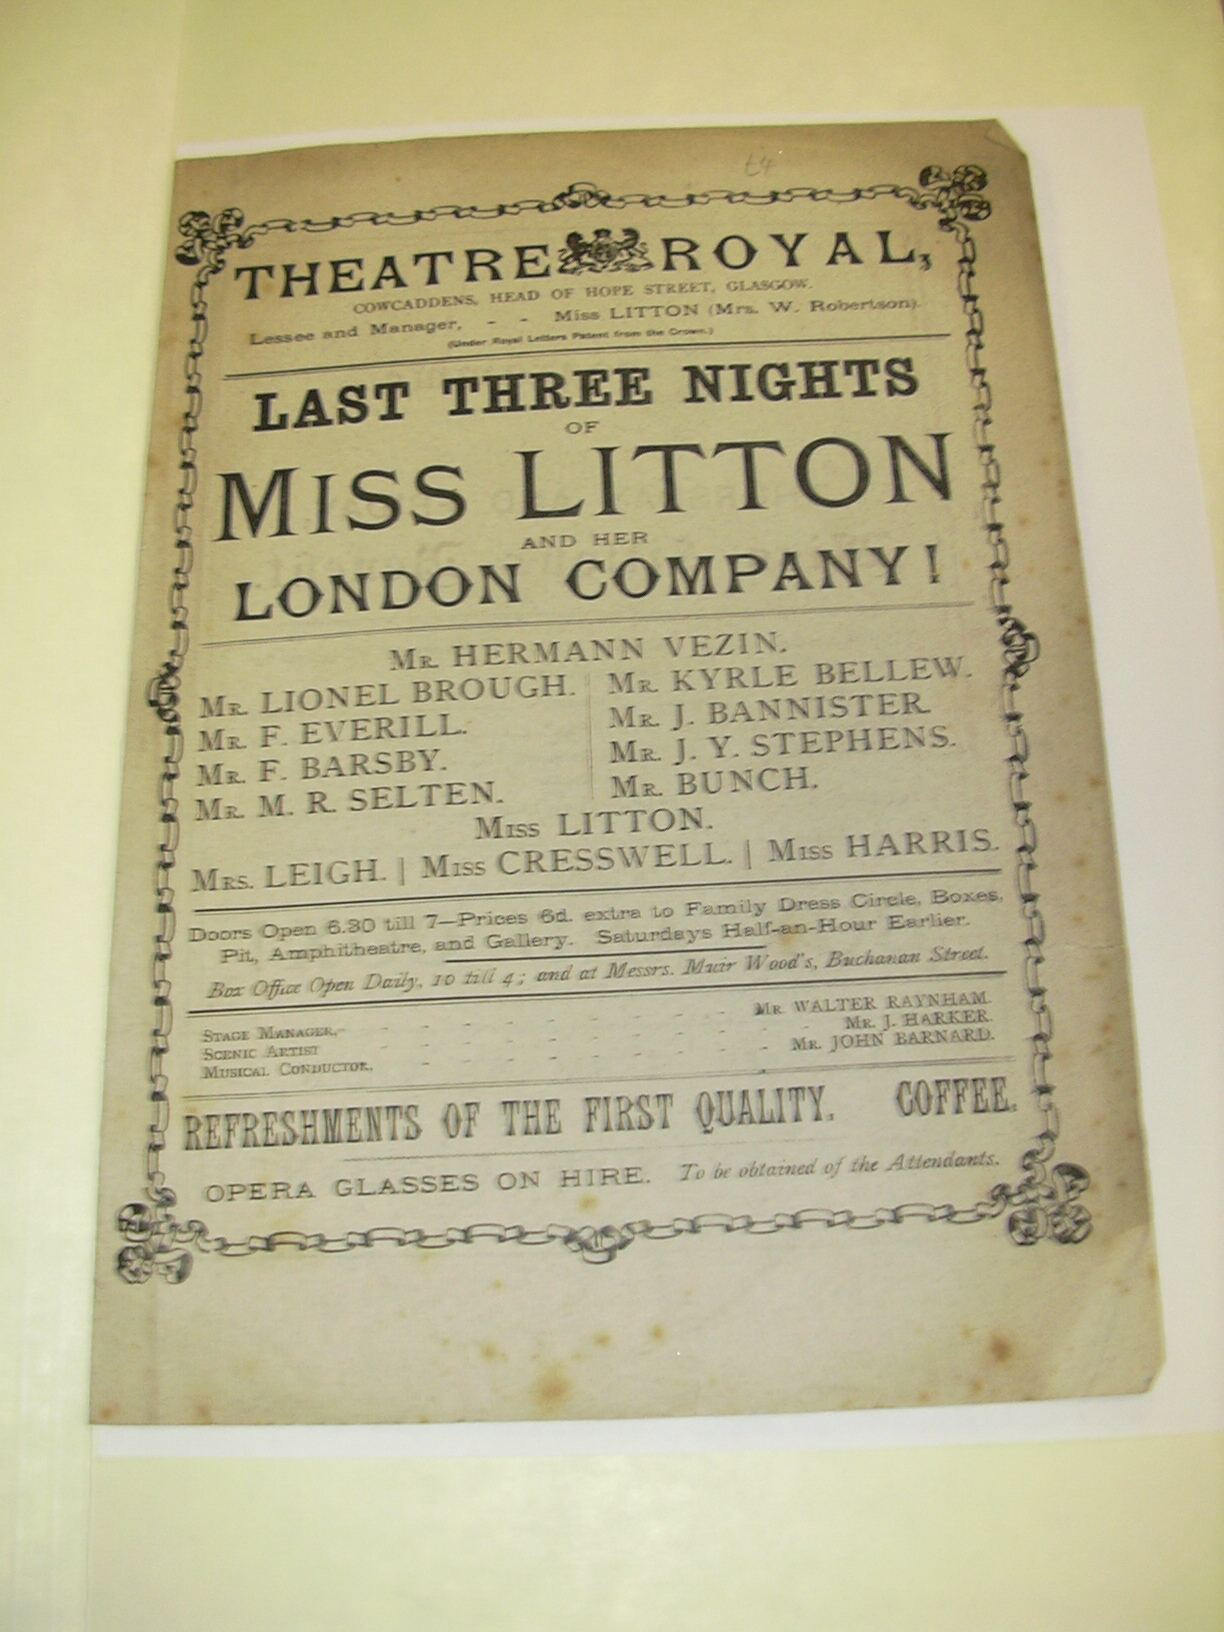 THEATRE ROYAL,
COWCADDENS, HEAD OF HOPE STREET, GLASGOW.
Lessee and Manager, - - Miss LITTON (Mrs. W. Robertson).
(Under Royal Letters Patent from the Crown.)
LAST THREE NIGHTS
OF
MISS LITTON
AND HER
LONDON COMPANY!
MR. HERMANN VEZIN.
MR. LIONEL BROUGH. MR. KYRLE BELLEW.
MR. F. EVERILL. MR. J. BANNISTER.
MR. F. BARSBY. MR. J. Y. STEPHENS.
MR. M. R. SELTEN. MR. BUNCH.
MISS LITTON.
MRS. LEIGH. | MISS CRESSWELL. | MISS HARRIS.
Doors Open 6.30 till 7—Prices 6d. extra to Family Dress Circle, Boxes,
Pit, Amphitheatre, and Gallery. Saturdays Half-an-Hour Earlier.
Box Office Open Daily, 10 till 4; and at Messrs. Muir Wood's, Buchanan Street.
STAGE MANAGER, - - - - - - - - - - MR. WALTER RAYNHAM.
SCENIC ARTIST - - - - - - - - - - - MR. J. HARKER.
MUSICAL CONDUCTOR, - - - - - - - - - MR. JOHN BARNARD.
REFRESHMENTS OF THE FIRST QUALITY. COFFEE.
OPERA GLASSES ON HIRE. To be obtained of the Attendants.